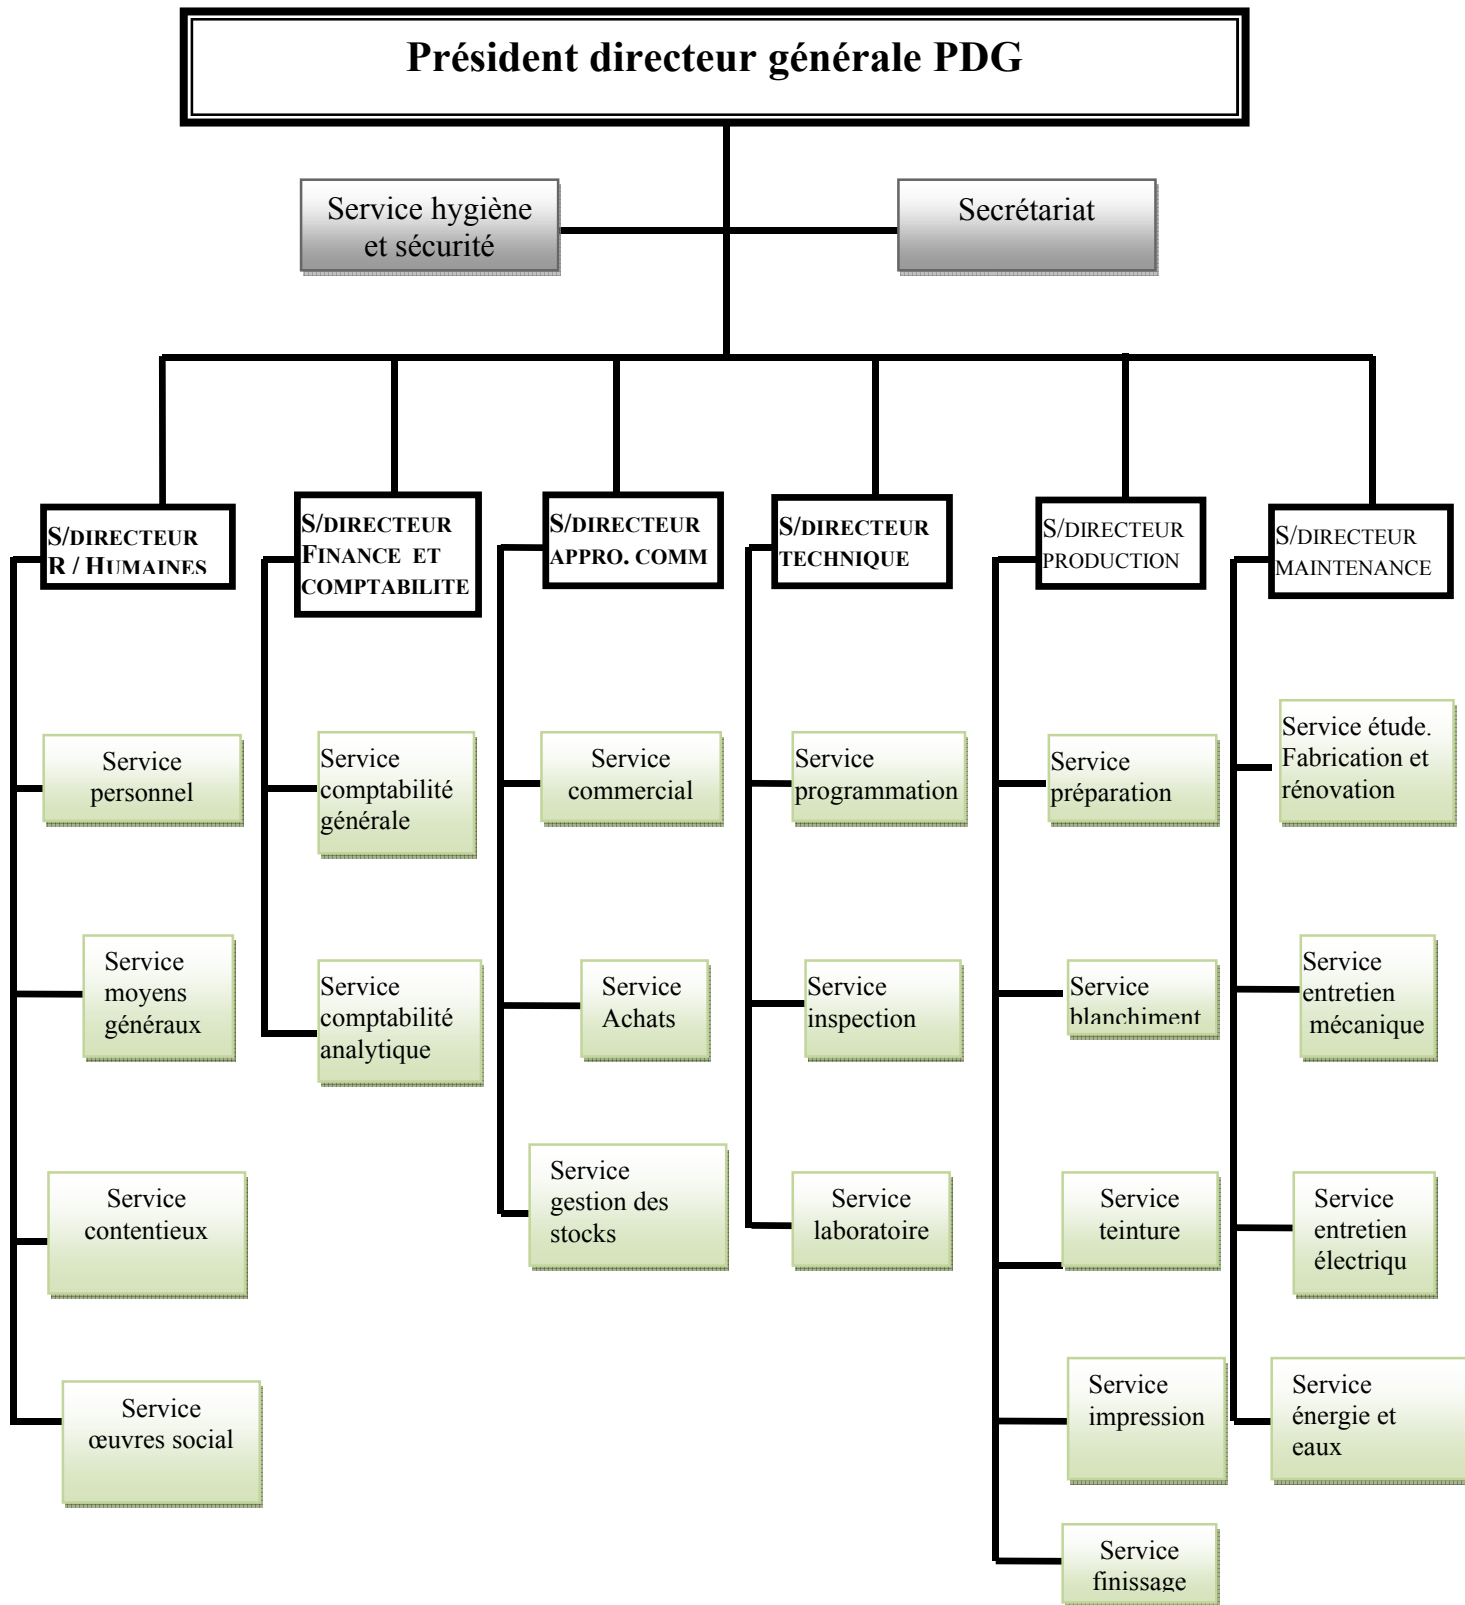 Président directeur générale PDG
Service hygiène
et sécurité
Secrétariat
S/DIRECTEUR
R / HUMAINES
S/DIRECTEUR
FINANCE ET
COMPTABILITE
S/DIRECTEUR
APPRO. COMM
S/DIRECTEUR
TECHNIQUE
S/DIRECTEUR
PRODUCTION
S/DIRECTEUR
MAINTENANCE
Service
personnel
Service
comptabilité
générale
Service
commercial
Service
programmation
Service
préparation
Service étude.
Fabrication et
rénovation
Service
moyens
généraux
Service
comptabilité
analytique
Service
Achats
Service
inspection
Service
blanchiment
Service
entretien
mécanique
Service
contentieux
Service
gestion des
stocks
Service
laboratoire
Service
teinture
Service
entretien
électriqu
Service
œuvres social
Service
impression
Service
énergie et
eaux
Service
finissage